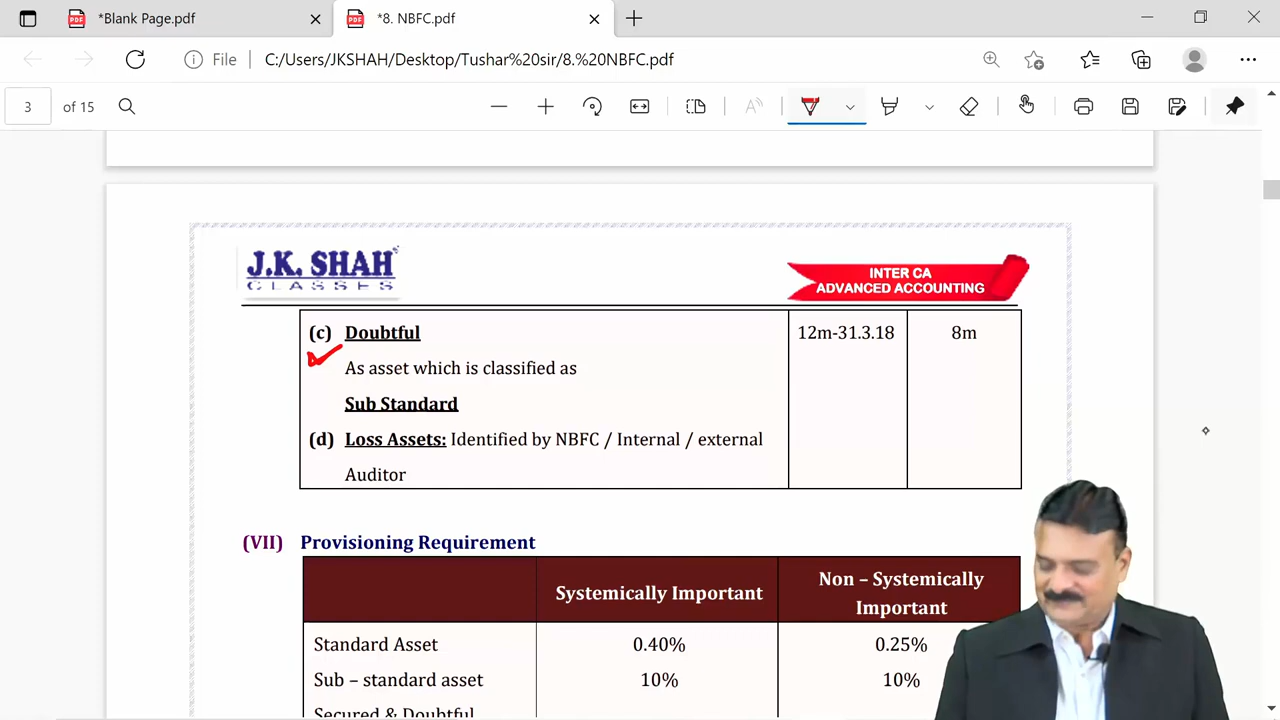 *Blank Page.pdf
*8. NBFC.pdf
File
C:/Users/JKSHAH/Desktop/Tushar%20sir/8.%20NBFC.pdf
3 of 15
J.K. SHAH
CLASSES
INTER CA
ADVANCED ACCOUNTING
(c) Doubtful 12m-31.3.18 8m
As asset which is classified as
Sub Standard
(d) Loss Assets: Identified by NBFC / Internal / external
Auditor
(VII) Provisioning Requirement
Systemically Important
Non – Systemically
Important
Standard Asset 0.40% 0.25%
Sub – standard asset 10% 10%
Secured & Doubtful